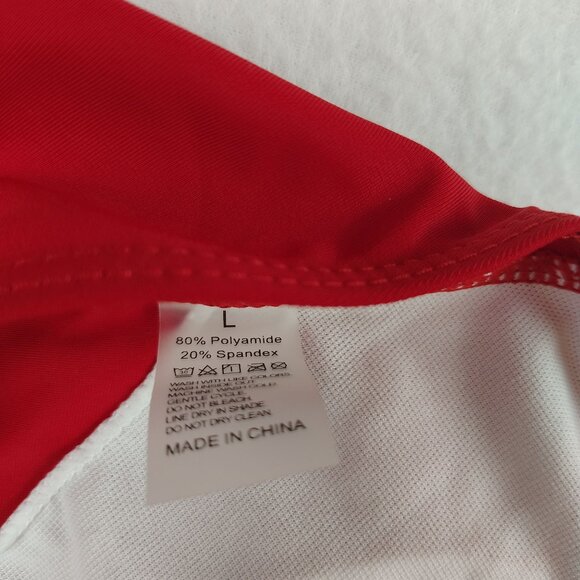 L
80% Polyamide
20% Spandex
WASH WITH LIKE COLORS
WASH INSIDE OUT
MACHINE WASH COLD
GENTLE CYCLE
DO NOT BLEACH
LINE DRY IN SHADE
DO NOT DRY CLEAN
MADE IN CHINA